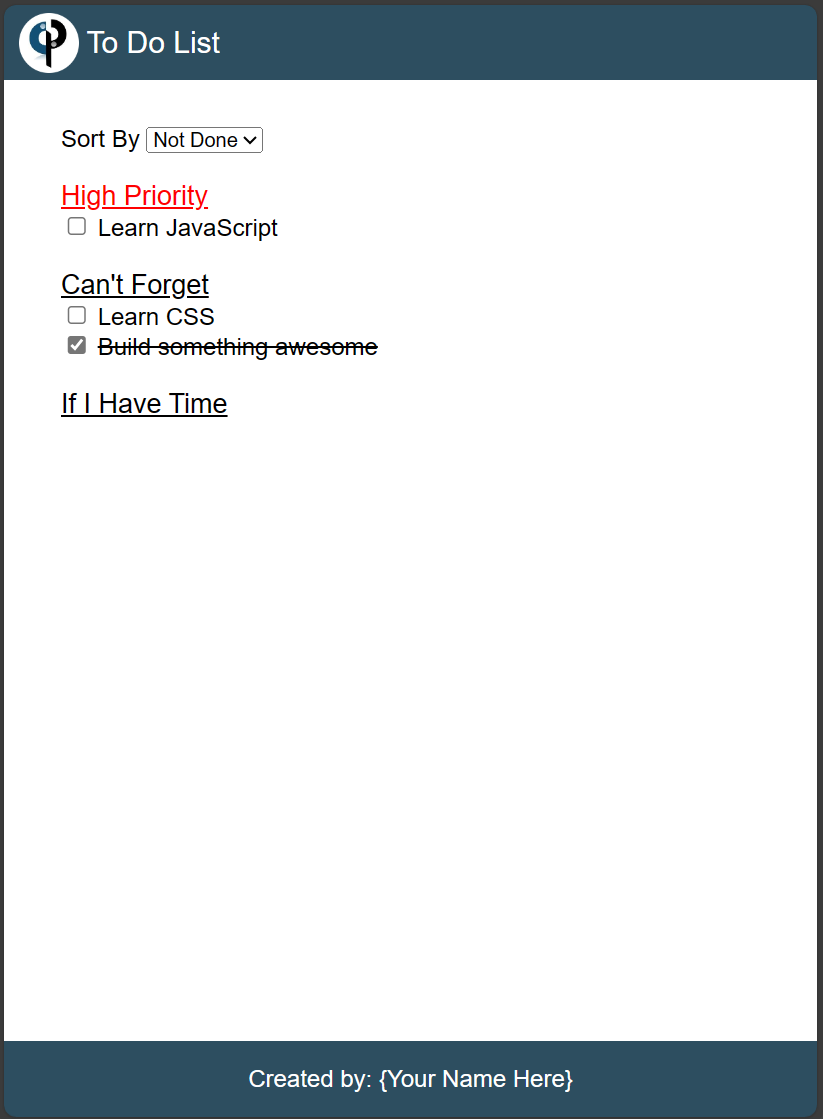 To Do List
Sort By Not Done
High Priority
Learn JavaScript
Can't Forget
Learn CSS
Build something awesome
If I Have Time
Created by: {Your Name Here}